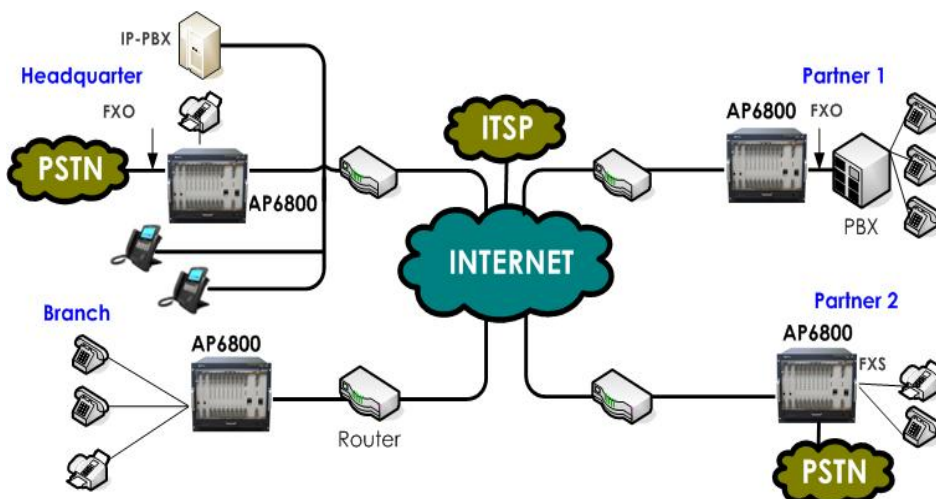 IP-PBX
Headquarter
FXO
PSTN
AP6800
ITSP
INTERNET
Partner 1
AP6800
FXO
PBX
Branch
AP6800
Router
Partner 2
AP6800
FXS
PSTN